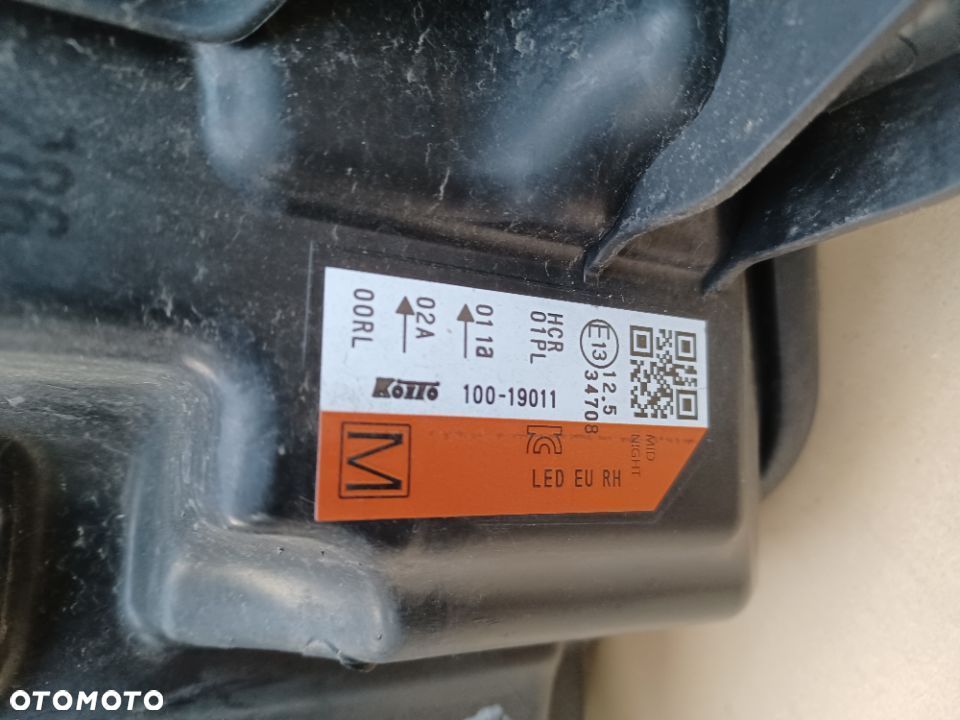 HCR
01PL
E13
12.5
34708
011a
02A
00RL
KOITO
100-19011
MID
NIGHT
LED EU RH
M
OTOMOTO